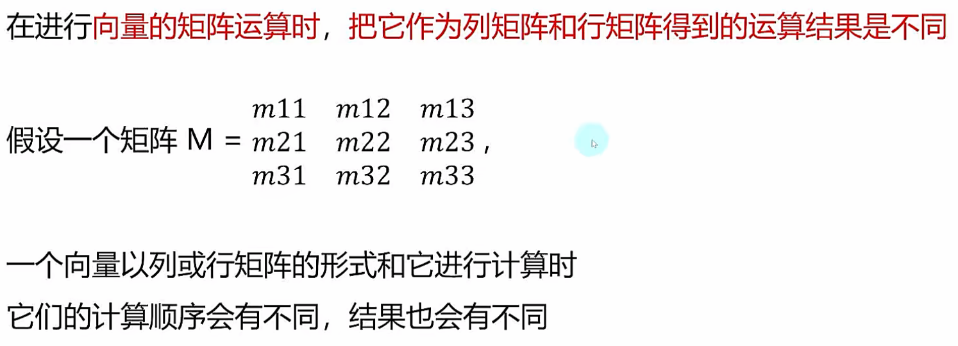 在进行向量的矩阵运算时，把它作为列矩阵和行矩阵得到的运算结果是不同
m11 m12 m13
假设一个矩阵 M = m21 m22 m23 ,
m31 m32 m33
一个向量以列或行矩阵的形式和它进行计算时
它们的计算顺序会有不同，结果也会有不同